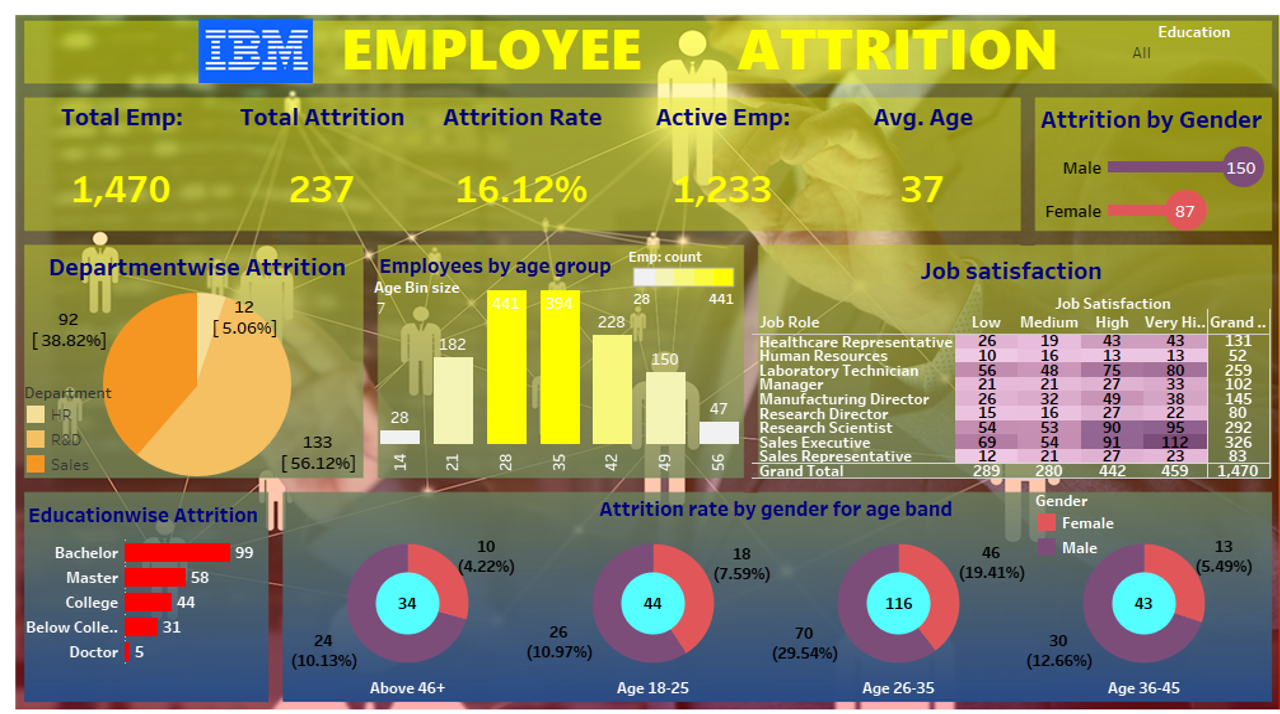 IBM EMPLOYEE ATTRITION
Education
All
Total Emp: Total Attrition Attrition Rate Active Emp: Avg. Age
1,470 237 16.12% 1,233 37
Attrition by Gender
Male 150
Female 87
Departmentwise Attrition
12
[ 5.06%]
92
[ 38.82%]
133
[ 56.12%]
Department
HR
R&D
Sales
Employees by age group
Emp: count
28 441
Age Bin size
7
28 182 441 394 228 150 47
14 21 28 35 42 49 56
Job satisfaction
Job Satisfaction
Job Role Low Medium High Very Hi.. Grand ..
Healthcare Representative 26 19 43 43 131
Human Resources 10 16 13 13 52
Laboratory Technician 56 48 75 80 259
Manager 21 21 27 33 102
Manufacturing Director 26 32 49 38 145
Research Director 15 16 27 22 80
Research Scientist 54 53 90 95 292
Sales Executive 69 54 91 112 326
Sales Representative 12 21 27 23 83
Grand Total 289 280 442 459 1,470
Educationwise Attrition
Bachelor 99
Master 58
College 44
Below Colle.. 31
Doctor 5
Attrition rate by gender for age band
Gender
Female
Male
10
(4.22%)
34
24
(10.13%)
Above 46+
18
(7.59%)
44
26
(10.97%)
Age 18-25
46
(19.41%)
116
70
(29.54%)
Age 26-35
13
(5.49%)
43
30
(12.66%)
Age 36-45